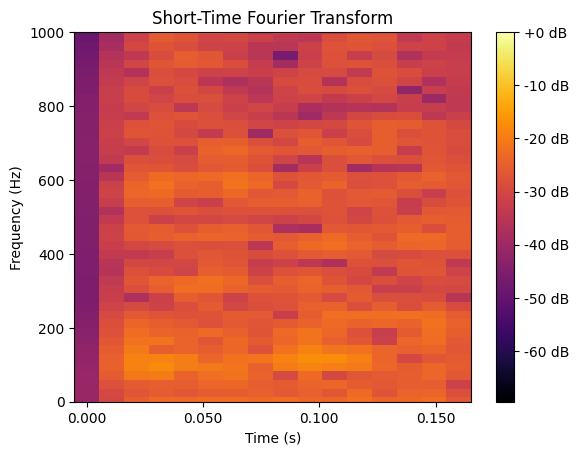 Short-Time Fourier Transform
1000
800
600
400
200
0
Frequency (Hz)
0.000
0.050
0.100
0.150
Time (s)
+0 dB
-10 dB
-20 dB
-30 dB
-40 dB
-50 dB
-60 dB